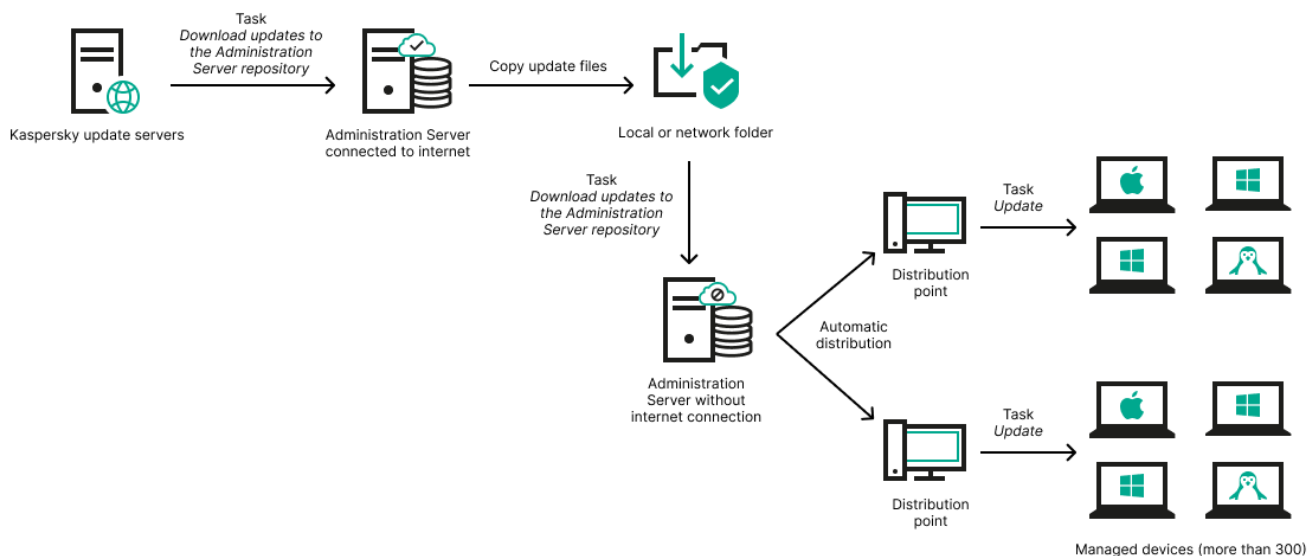 Task
Download updates to
the Administration
Server repository
Kaspersky update servers
Administration Server
connected to internet
Copy update files
Local or network folder
Task
Download updates to
the Administration
Server repository
Administration
Server without
internet connection
Automatic
distribution
Distribution
point
Task
Update
Distribution
point
Task
Update
Managed devices (more than 300)